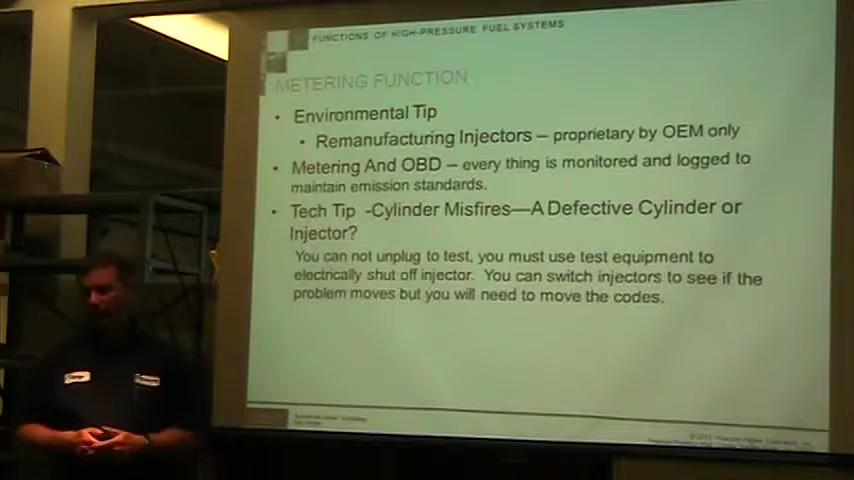 FUNCTIONS OF HIGH-PRESSURE FUEL SYSTEMS
METERING FUNCTION
• Environmental Tip
• Remanufacturing Injectors – proprietary by OEM only
• Metering And OBD – every thing is monitored and logged to
maintain emission standards.
• Tech Tip -Cylinder Misfires—A Defective Cylinder or
Injector?
You can not unplug to test, you must use test equipment to
electrically shut off injector. You can switch injectors to see if the
problem moves but you will need to move the codes.